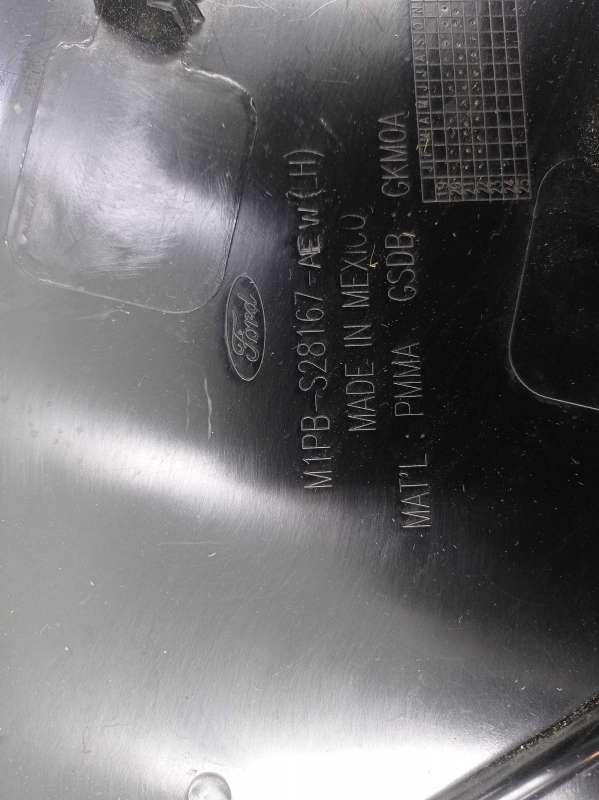 Ford
M1PB-S28167-AEW(LH)
MADE IN MEXICO
MAT'L: PMMA GSDB: GKM0A
J F M A M J J A S O N D